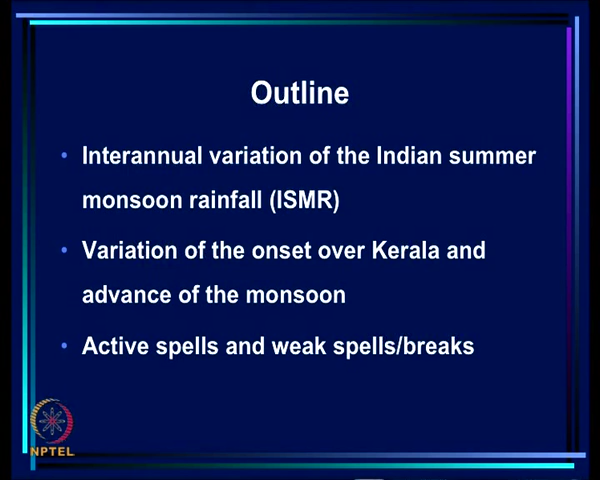 Outline
• Interannual variation of the Indian summer
monsoon rainfall (ISMR)
• Variation of the onset over Kerala and
advance of the monsoon
• Active spells and weak spells/breaks
NPTEL